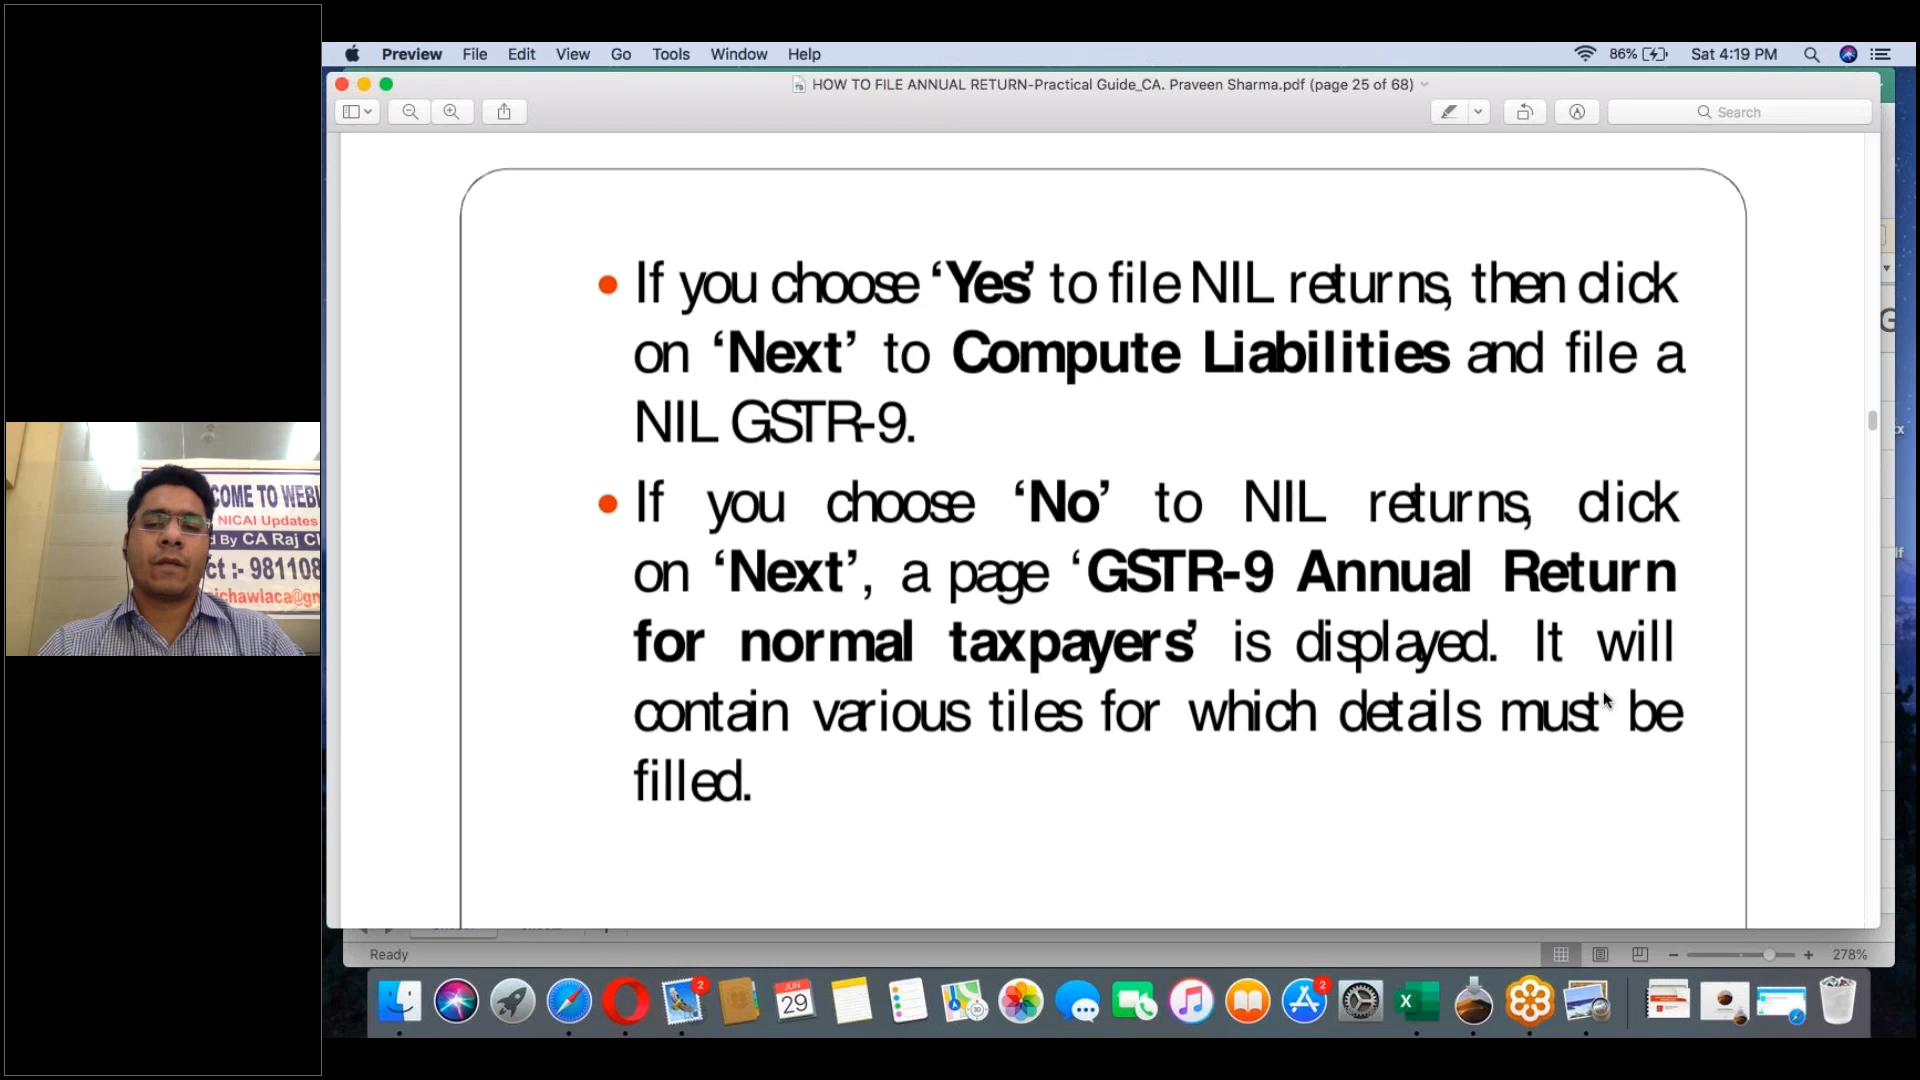 Preview File Edit View Go Tools Window Help
86% Sat 4:19 PM
HOW TO FILE ANNUAL RETURN-Practical Guide_CA. Praveen Sharma.pdf (page 25 of 68)
Search
• If you choose ‘Yes’ to file NIL returns, then click
on ‘Next’ to Compute Liabilities and file a
NIL GSTR-9.
• If you choose ‘No’ to NIL returns, click
on ‘Next’, a page ‘GSTR-9 Annual Return
for normal taxpayers’ is displayed. It will
contain various tiles for which details must be
filled.
COME TO WEB
NICAI Updates
By CA Raj
:- 981108
Ready
278%
2
JUN
29
2